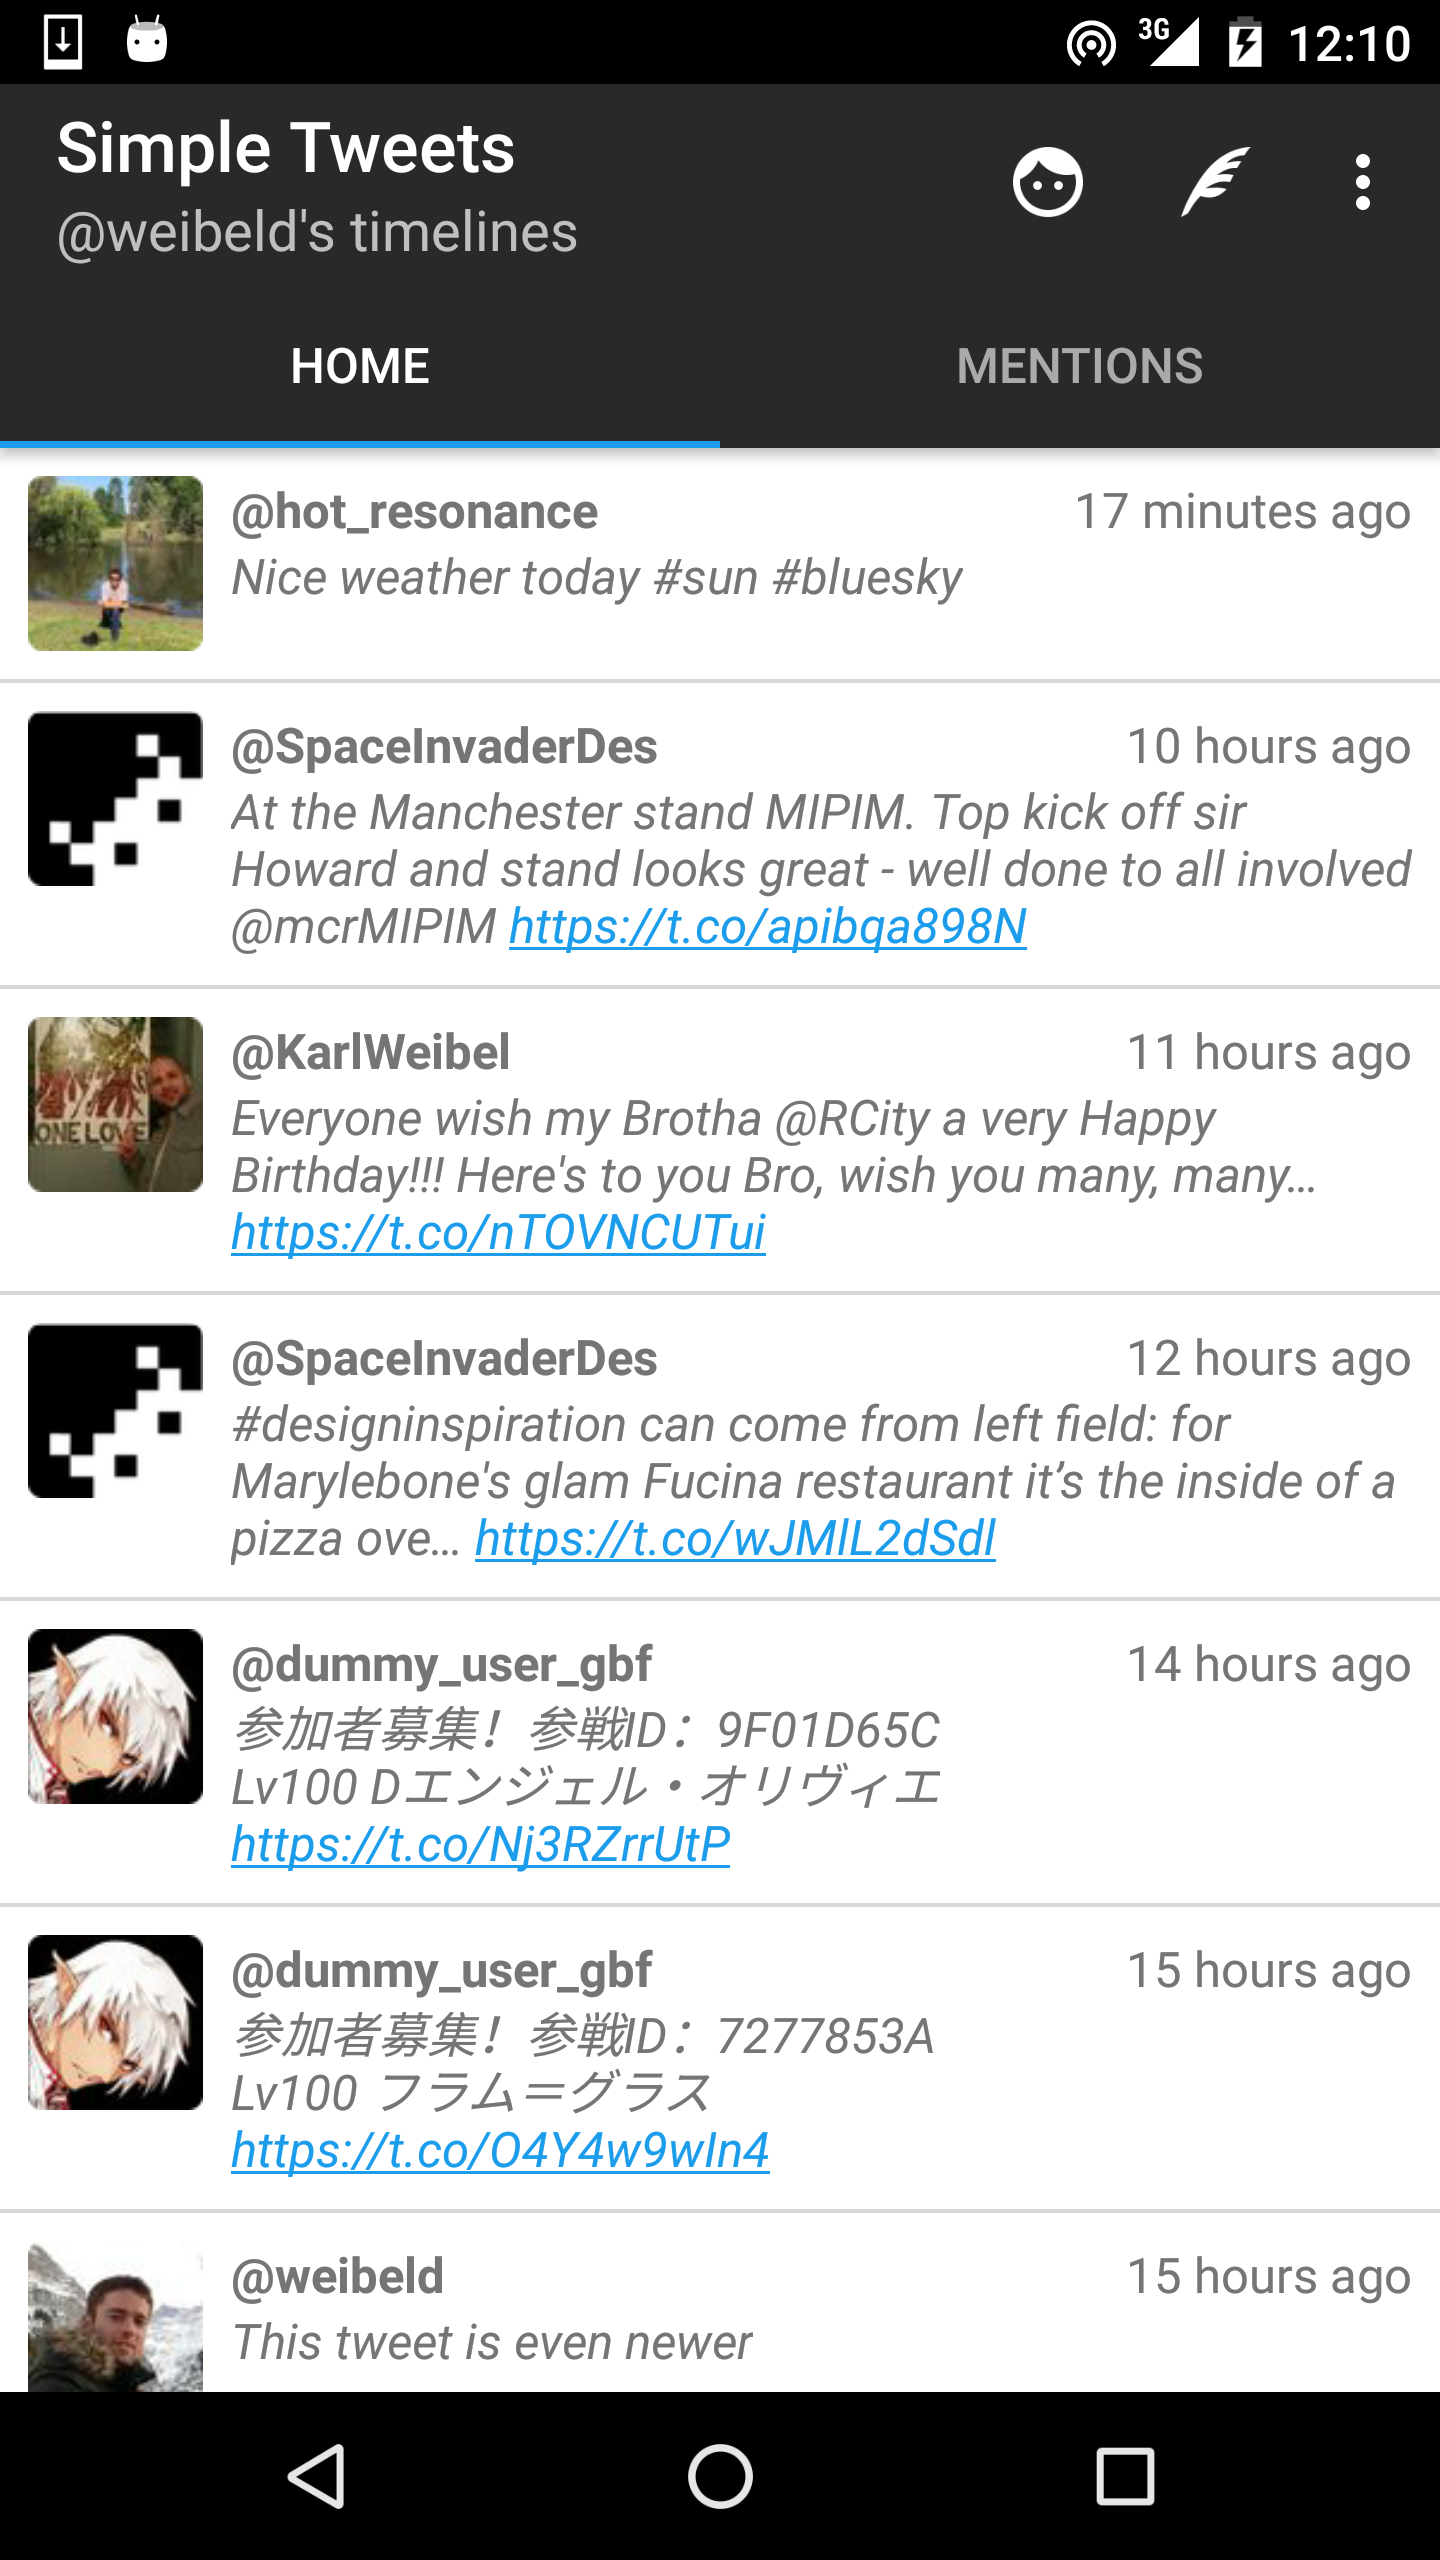 3G 12:10
Simple Tweets
@weibeld's timelines
HOME MENTIONS
@hot_resonance 17 minutes ago
Nice weather today #sun #bluesky
@SpaceInvaderDes 10 hours ago
At the Manchester stand MIPIM. Top kick off sir
Howard and stand looks great - well done to all involved
@mcrMIPIM https://t.co/apibqa898N
@KarlWeibel 11 hours ago
ONE LOVE
Everyone wish my Brotha @RCity a very Happy
Birthday!!! Here's to you Bro, wish you many, many…
https://t.co/nTOVNCUTui
@SpaceInvaderDes 12 hours ago
#designinspiration can come from left field: for
Marylebone's glam Fucina restaurant it’s the inside of a
pizza ove… https://t.co/wJMlL2dSdl
@dummy_user_gbf 14 hours ago
参加者募集！参戦ID：9F01D65C
Lv100 Dエンジェル・オリヴィエ
https://t.co/Nj3RZrrUtP
@dummy_user_gbf 15 hours ago
参加者募集！参戦ID：7277853A
Lv100 フラム＝グラス
https://t.co/O4Y4w9wIn4
@weibeld 15 hours ago
This tweet is even newer